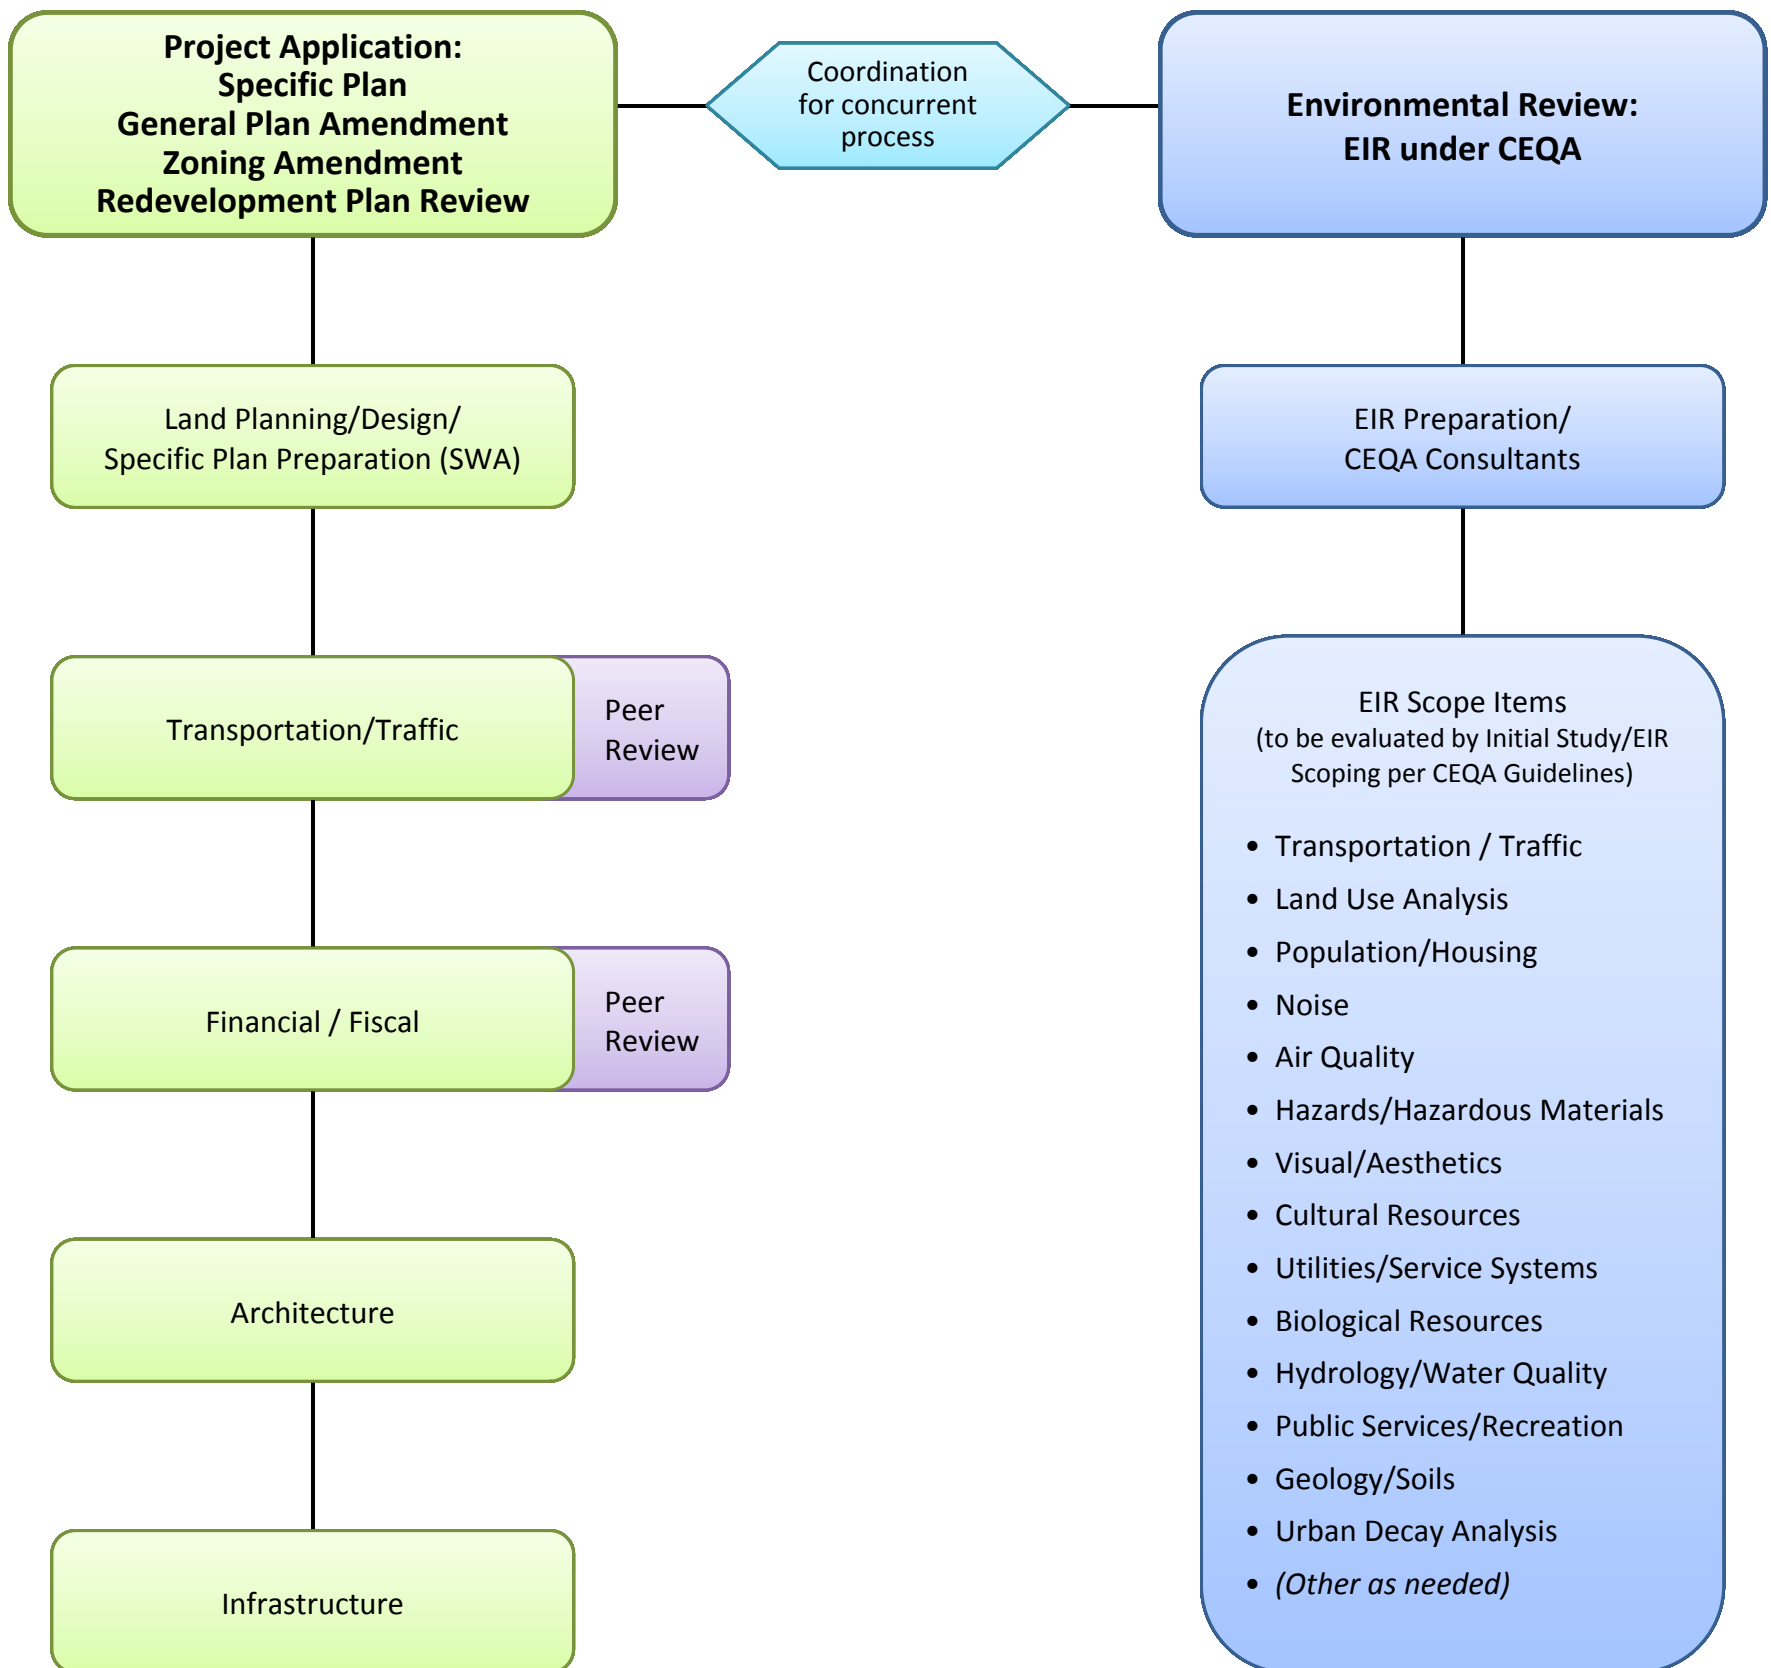 Project Application:
Specific Plan
General Plan Amendment
Zoning Amendment
Redevelopment Plan Review
Coordination
for concurrent
process
Environmental Review:
EIR under CEQA
Land Planning/Design/
Specific Plan Preparation (SWA)
EIR Preparation/
CEQA Consultants
Transportation/Traffic
Peer
Review
Financial / Fiscal
Peer
Review
Architecture
Infrastructure
EIR Scope Items
(to be evaluated by Initial Study/EIR
Scoping per CEQA Guidelines)
• Transportation / Traffic
• Land Use Analysis
• Population/Housing
• Noise
• Air Quality
• Hazards/Hazardous Materials
• Visual/Aesthetics
• Cultural Resources
• Utilities/Service Systems
• Biological Resources
• Hydrology/Water Quality
• Public Services/Recreation
• Geology/Soils
• Urban Decay Analysis
• (Other as needed)